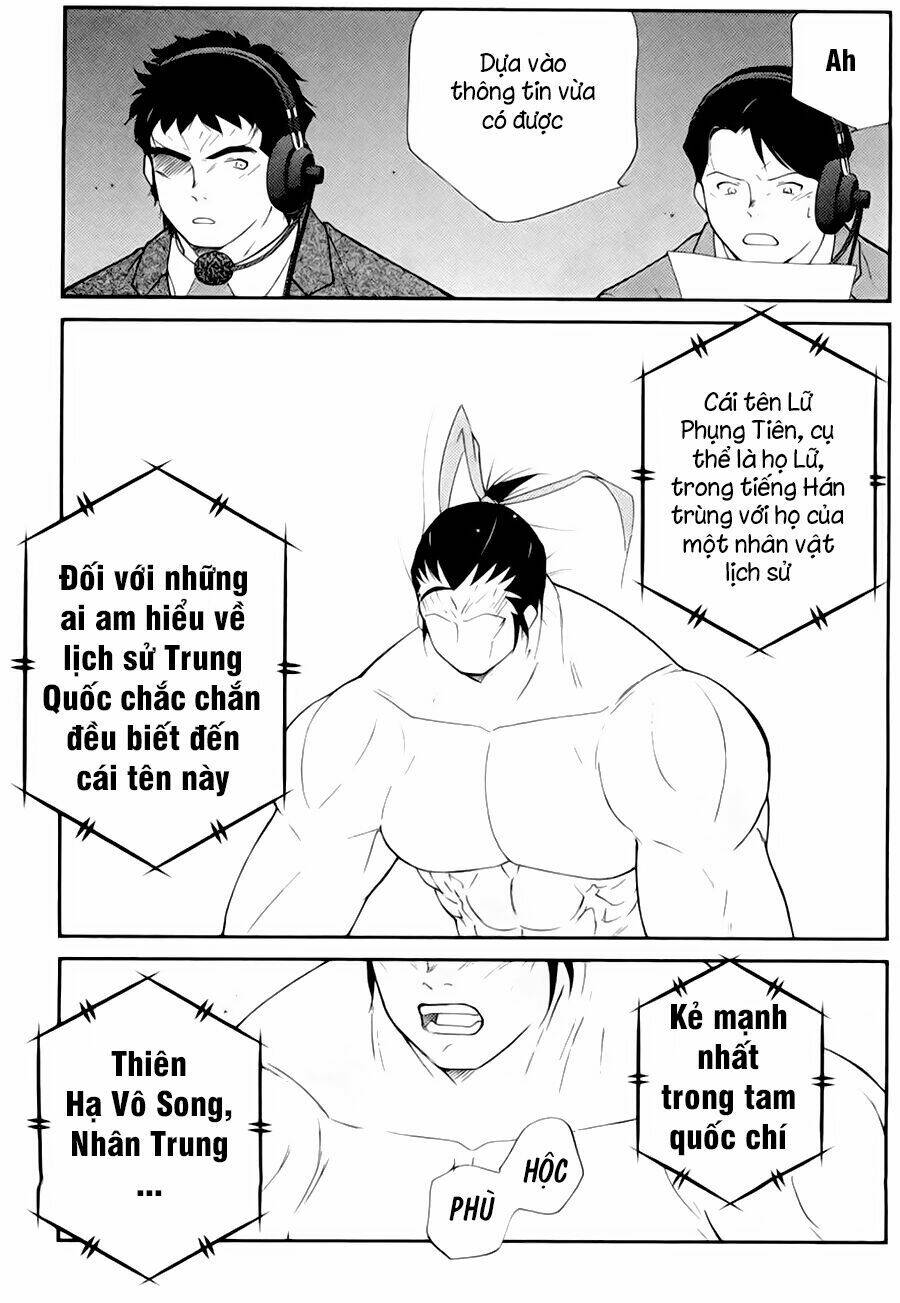 Ah
Dựa vào
thông tin vừa
có được
Cái tên Lữ
Phụng Tiên, cụ
thể là họ Lữ,
trong tiếng Hán
trùng với họ của
một nhân vật
lịch sử
Đối với những
ai am hiểu về
lịch sử Trung
Quốc chắc chắn
đều biết đến
cái tên này
Kẻ mạnh
nhất
trong tam
quốc chí
HỘC
PHÙ
Thiên
Hạ Vô Song,
Nhân Trung
...